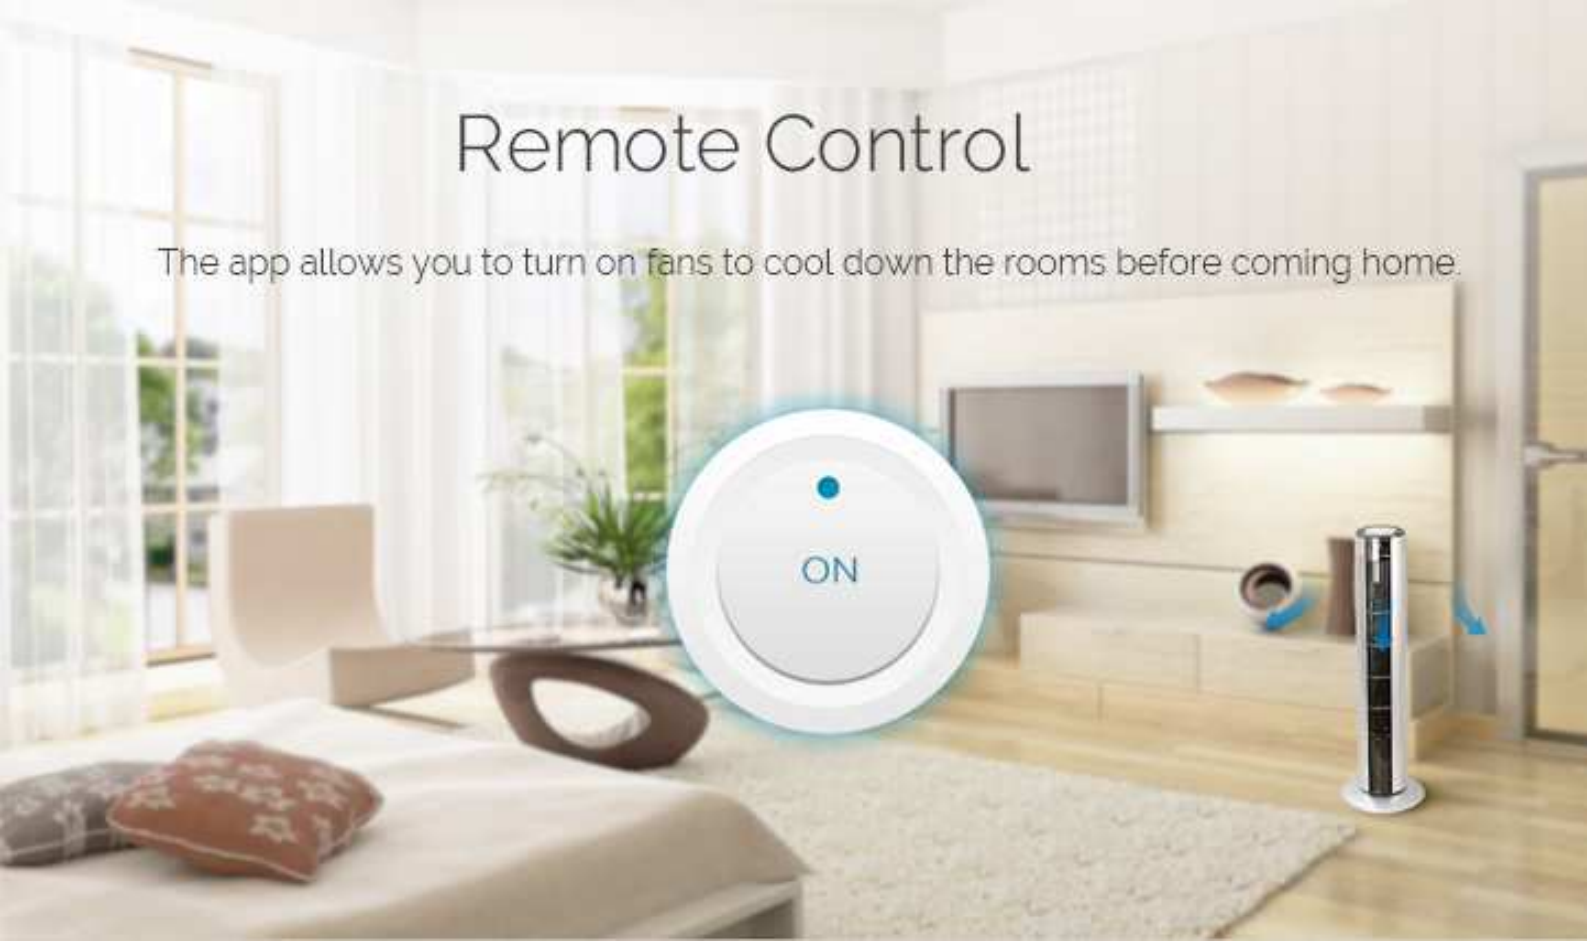 Remote Control
The app allows you to turn on fans to cool down the rooms before coming home.
ON